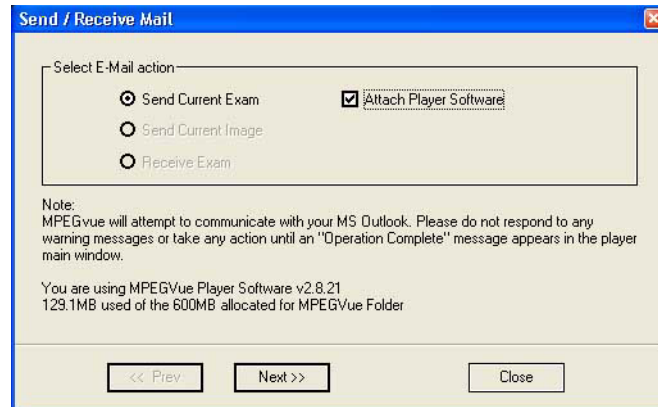 Send / Receive Mail
Select E-Mail action
Send Current Exam
Attach Player Software
Send Current Image
Receive Exam
Note:
MPEGvue will attempt to communicate with your MS Outlook. Please do not respond to any
warning messages or take any action until an "Operation Complete" message appears in the player
main window.
You are using MPEGVue Player Software v2.8.21
129.1MB used of the 600MB allocated for MPEGVue Folder
<< Prev
Next >>
Close